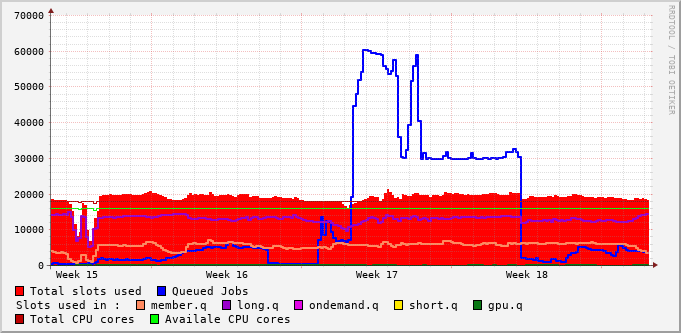 RRDTOOL / TOBI OETIKER
70000
60000
50000
40000
30000
20000
10000
0
Week 15 Week 16 Week 17 Week 18
Total slots used Queued Jobs
Slots used in : member.q long.q ondemand.q short.q gpu.q
Total CPU cores Availale CPU cores